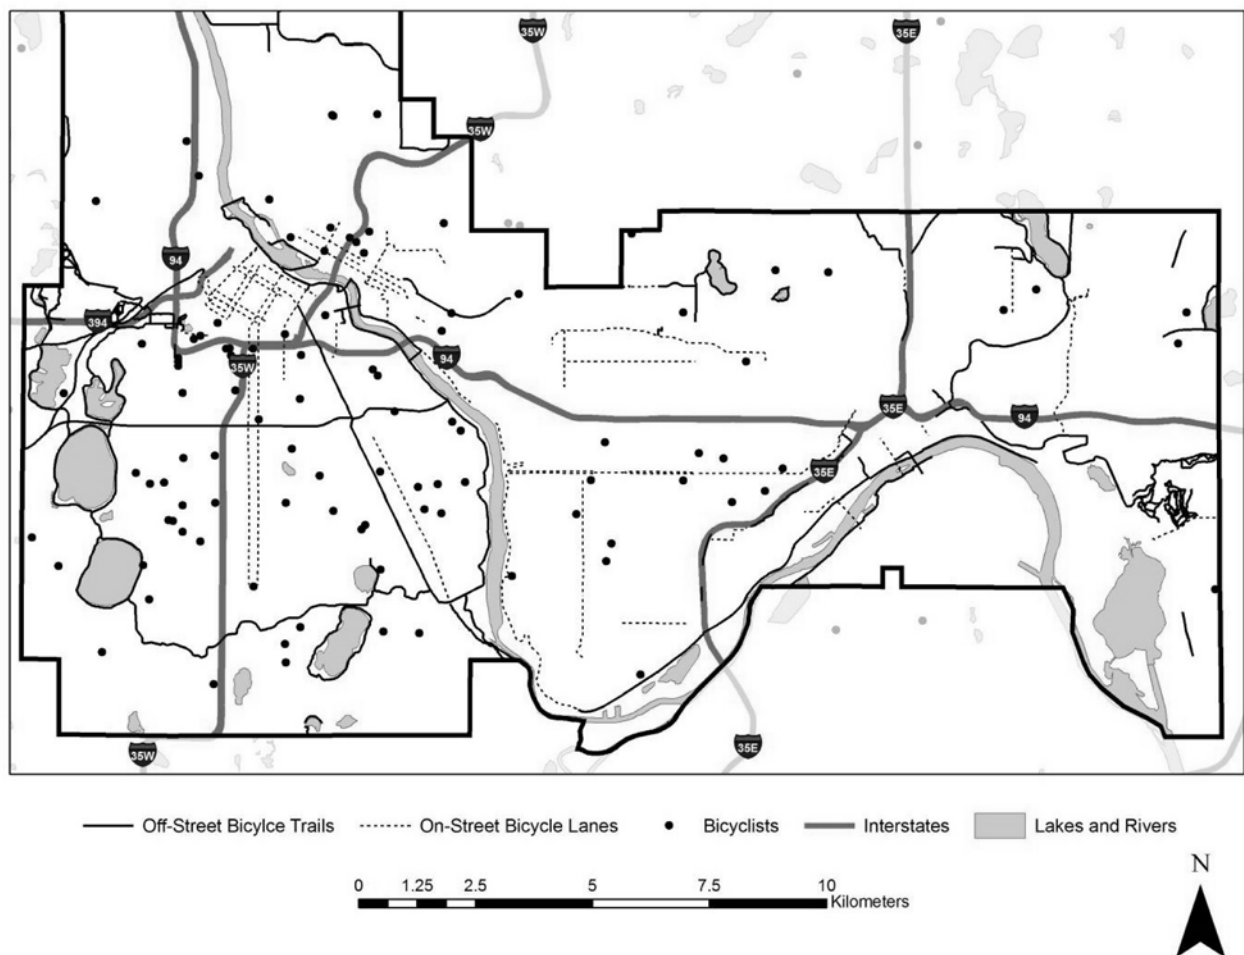 35W
35E
35W
94
394
35W
94
35E
94
35E
35W
35E
Off-Street Bicylce Trails
On-Street Bicycle Lanes
Bicyclists
Interstates
Lakes and Rivers
N
0 1.25 2.5 5 7.5 10
Kilometers